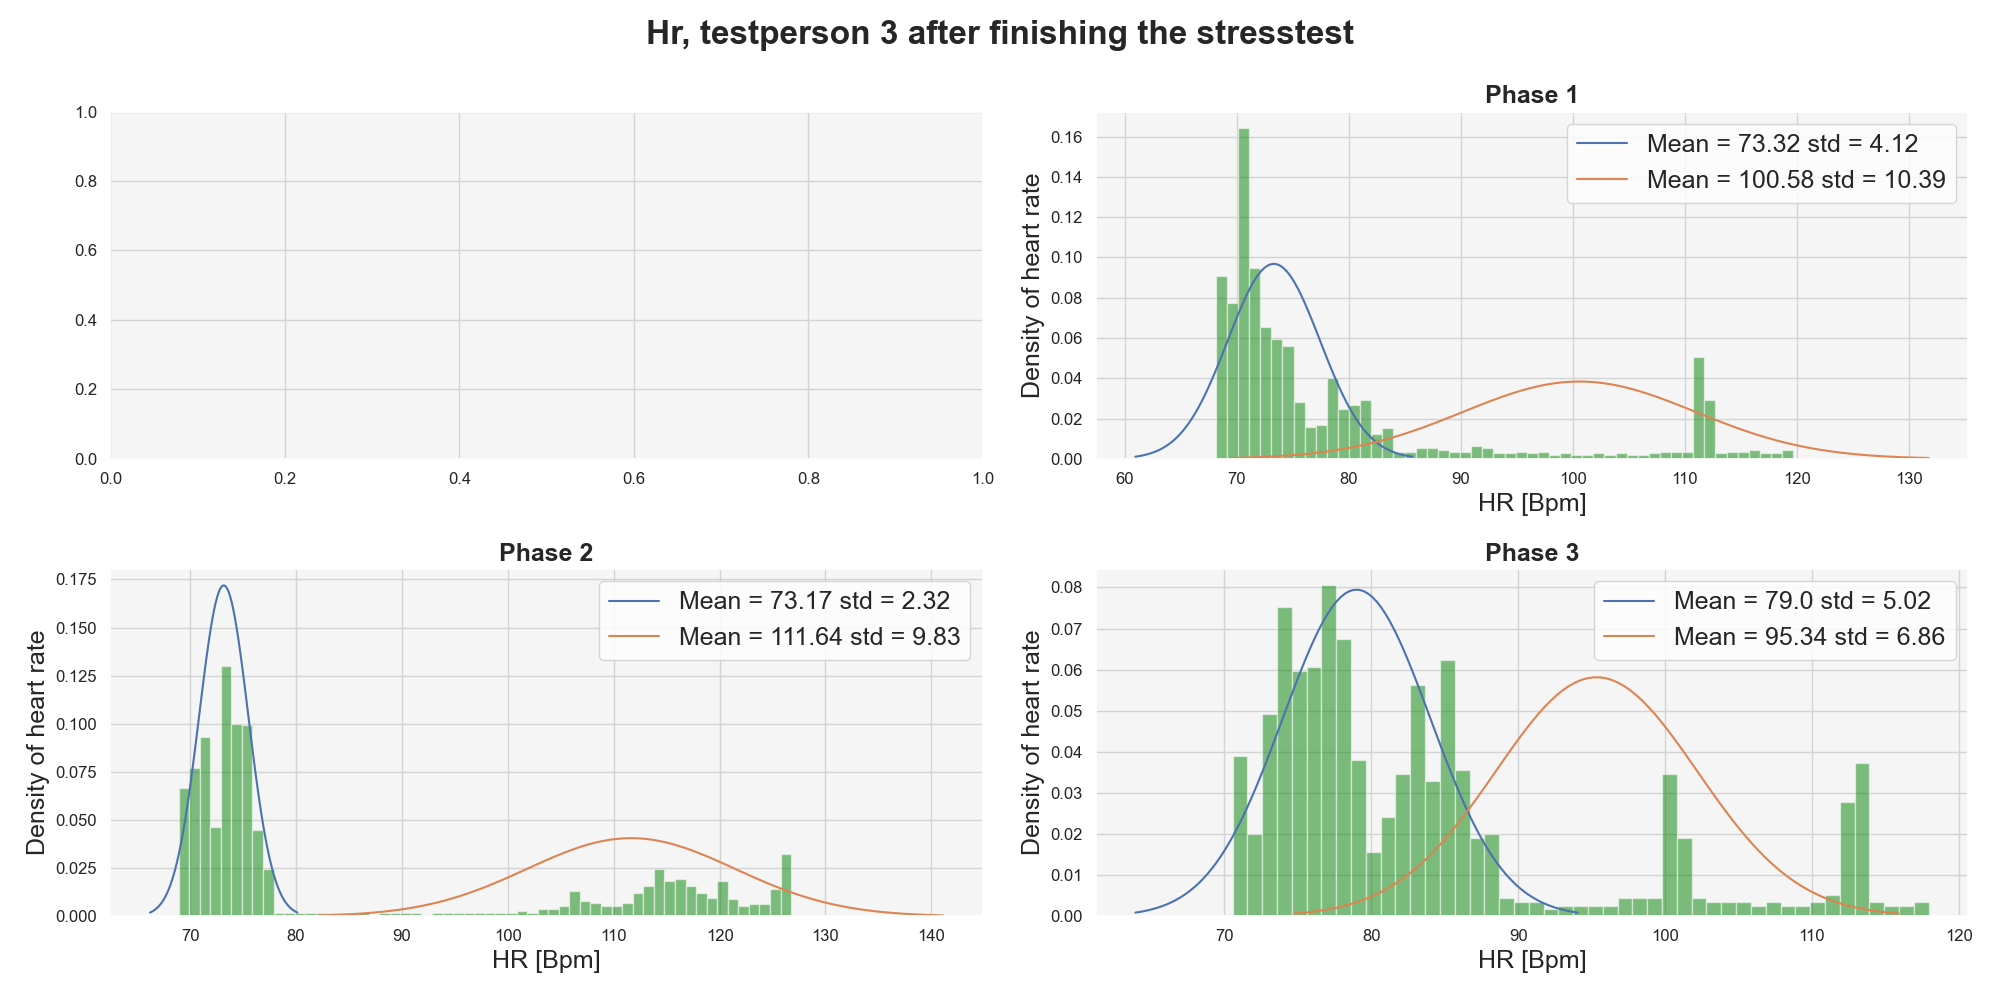 Hr, testperson 3 after finishing the stresstest
1.0
0.8
0.6
0.4
0.2
0.0
0.0 0.2 0.4 0.6 0.8 1.0
Phase 1
Density of heart rate
0.16
0.14
0.12
0.10
0.08
0.06
0.04
0.02
0.00
60 70 80 90 100 110 120 130
HR [Bpm]
Mean = 73.32 std = 4.12
Mean = 100.58 std = 10.39
Phase 2
Density of heart rate
0.175
0.150
0.125
0.100
0.075
0.050
0.025
0.000
70 80 90 100 110 120 130 140
HR [Bpm]
Mean = 73.17 std = 2.32
Mean = 111.64 std = 9.83
Phase 3
Density of heart rate
0.08
0.07
0.06
0.05
0.04
0.03
0.02
0.01
0.00
70 80 90 100 110 120
HR [Bpm]
Mean = 79.0 std = 5.02
Mean = 95.34 std = 6.86